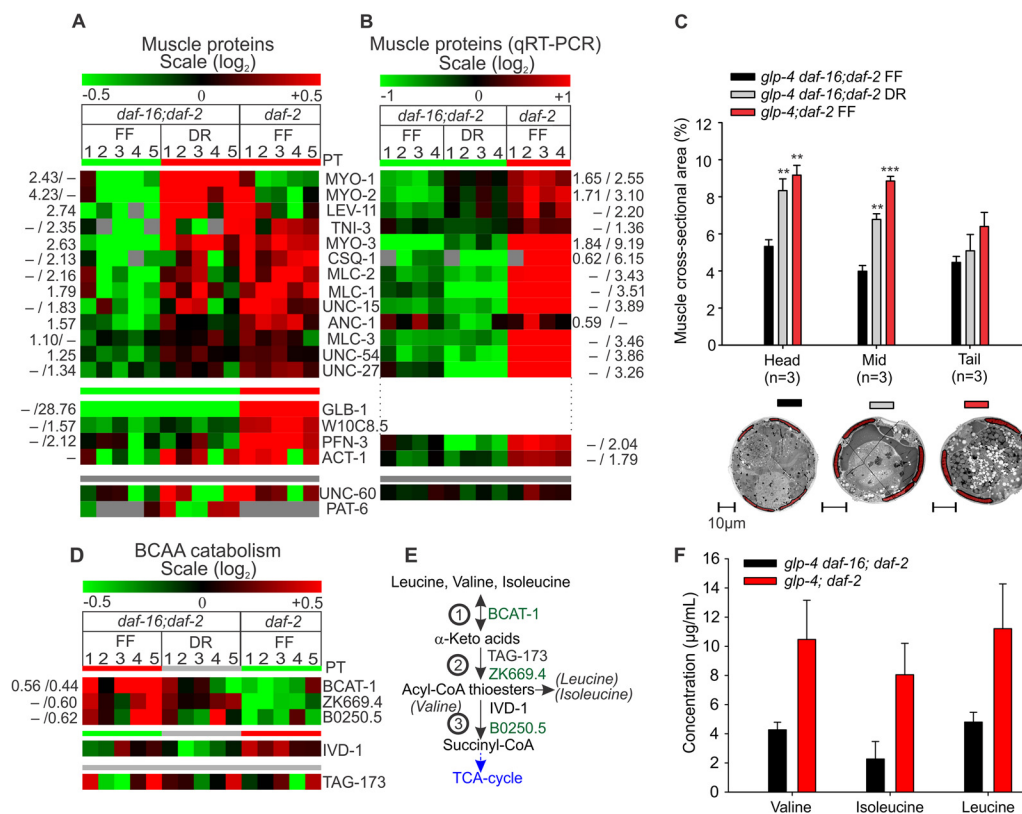 A
Muscle proteins
Scale (log2)
-0.5 0 +0.5
daf-16;daf-2 daf-2
FF DR FF
1 2 3 4 5 1 2 3 4 5 1 2 3 4 5
PT
2.43/ – MYO-1
4.23/ – MYO-2
2.74 LEV-11
– / 2.35 TNI-3
2.63 MYO-3
– / 2.13 CSQ-1
– / 2.16 MLC-2
1.79 MLC-1
– / 1.83 UNC-15
1.57 ANC-1
1.10/ – MLC-3
1.25 UNC-54
– /1.34 UNC-27
– /28.76 GLB-1
– /1.57 W10C8.5
– /2.12 PFN-3
– ACT-1
UNC-60
PAT-6
B
Muscle proteins (qRT-PCR)
Scale (log2)
-1 0 +1
daf-16;daf-2 daf-2
FF DR FF
1 2 3 4 1 2 3 4 1 2 3 4
1.65 / 2.55
1.71 / 3.10
– / 2.20
– / 1.36
1.84 / 9.19
0.62 / 6.15
– / 3.43
– / 3.51
– / 3.89
0.59 / –
– / 3.46
– / 3.86
– / 3.26
– / 2.04
– / 1.79
C
glp-4 daf-16;daf-2 FF
glp-4 daf-16;daf-2 DR
glp-4;daf-2 FF
Muscle cross-sectional area (%)
12
10
8
6
4
2
0
** **
** ***
Head Mid Tail
(n=3) (n=3) (n=3)
10µm
D
BCAA catabolism
Scale (log2)
-0.5 0 +0.5
daf-16;daf-2 daf-2
FF DR FF
1 2 3 4 5 1 2 3 4 5 1 2 3 4 5
PT
0.56 /0.44 BCAT-1
– /0.60 ZK669.4
– /0.62 B0250.5
IVD-1
TAG-173
E
Leucine, Valine, Isoleucine
1 BCAT-1
α-Keto acids
2 TAG-173
ZK669.4
Acyl-CoA thioesters
(Leucine)
(Isoleucine)
(Valine)
IVD-1
3 B0250.5
Succinyl-CoA
TCA-cycle
F
glp-4 daf-16; daf-2
glp-4; daf-2
Concentration (µg/mL)
16
14
12
10
8
6
4
2
0
Valine Isoleucine Leucine